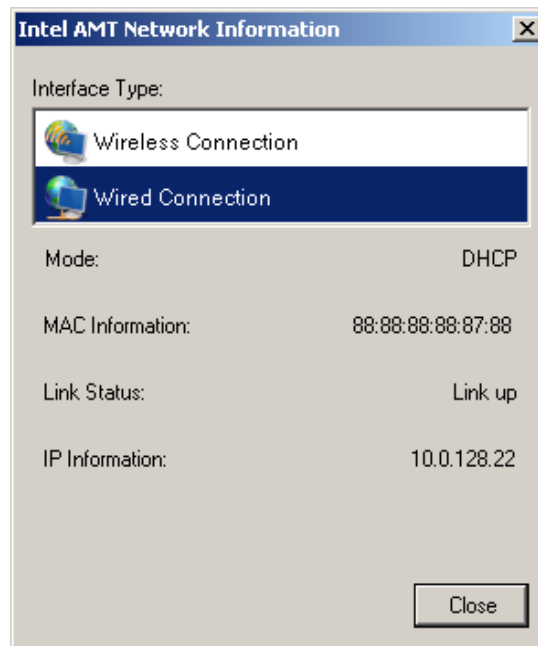 Intel AMT Network Information
Interface Type:
Wireless Connection
Wired Connection
Mode: DHCP
MAC Information: 88:88:88:88:87:88
Link Status: Link up
IP Information: 10.0.128.22
Close